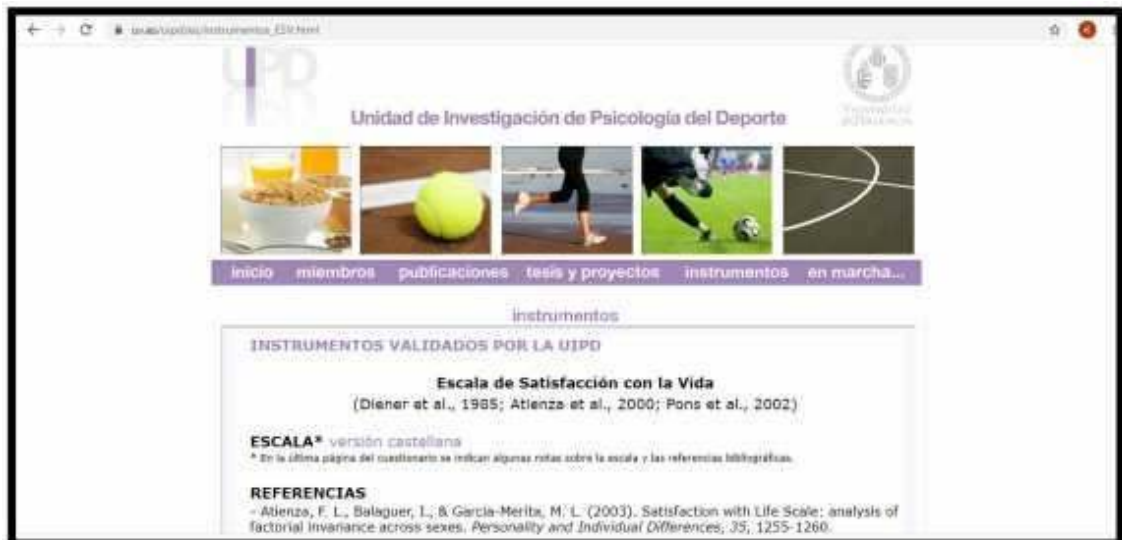 UPD
Unidad de Investigación de Psicología del Deporte
inicio miembros publicaciones tesis y proyectos instrumentos en marcha...
instrumentos
INSTRUMENTOS VALIDADOS POR LA UIPD
Escala de Satisfacción con la Vida
(Diener et al., 1985; Atienza et al., 2000; Pons et al., 2002)
ESCALA* versión castellana
* En la última página del cuestionario se indican algunas notas sobre la escala y las referencias bibliográficas.
REFERENCIAS
- Atienza, F. L., Balaguer, I., & García-Merita, M. L. (2003). Satisfaction with Life Scale: analysis of
factorial invariance across sexes. Personality and Individual Differences, 35, 1255-1260.